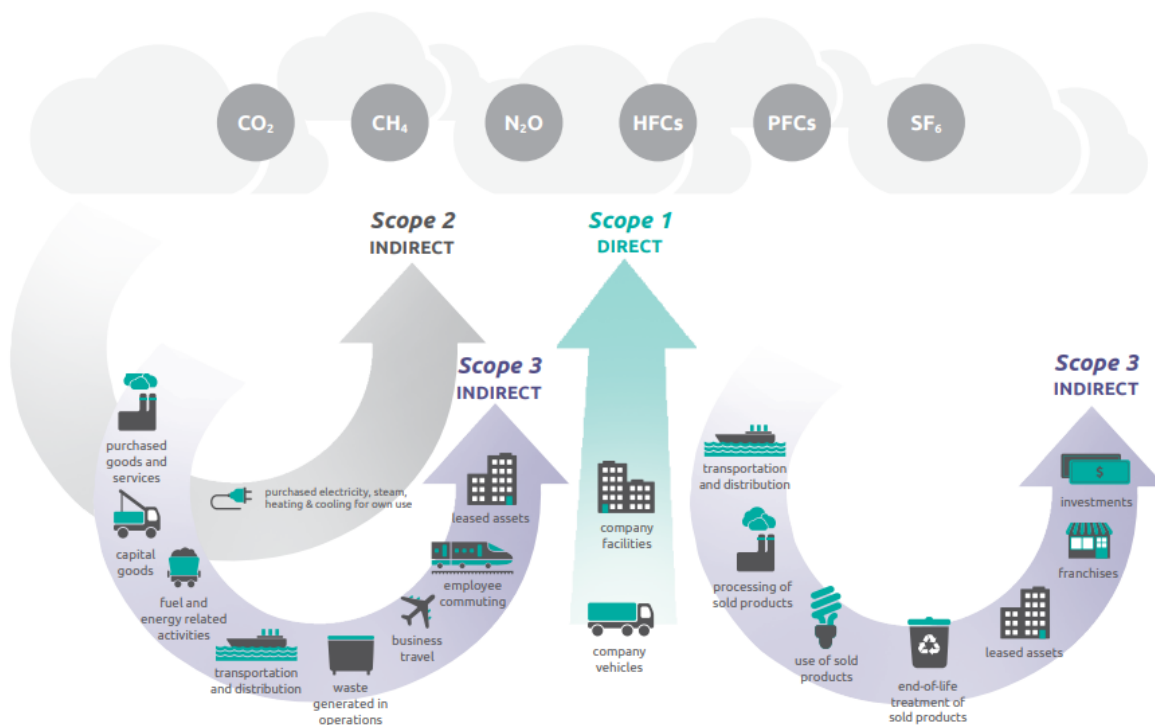 CO₂
CH₄
N₂O
HFCs
PFCs
SF₆
Scope 2
INDIRECT
Scope 1
DIRECT
Scope 3
INDIRECT
Scope 3
INDIRECT
purchased
goods and
services
capital
goods
fuel and
energy related
activities
purchased electricity, steam,
heating & cooling for own use
transportation
and distribution
waste
generated in
operations
business
travel
employee
commuting
leased assets
company
facilities
company
vehicles
transportation
and distribution
processing of
sold products
use of sold
products
end-of-life
treatment of
sold products
leased assets
franchises
$
investments